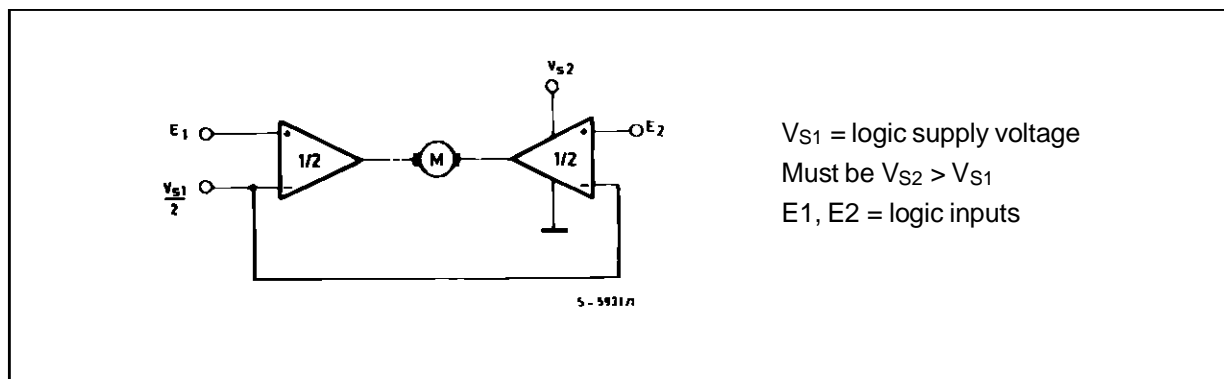 Vs2
E1
E2
1/2
M
1/2
Vs1
2
VS1 = logic supply voltage
Must be VS2 > VS1
E1, E2 = logic inputs
S - 5931/1